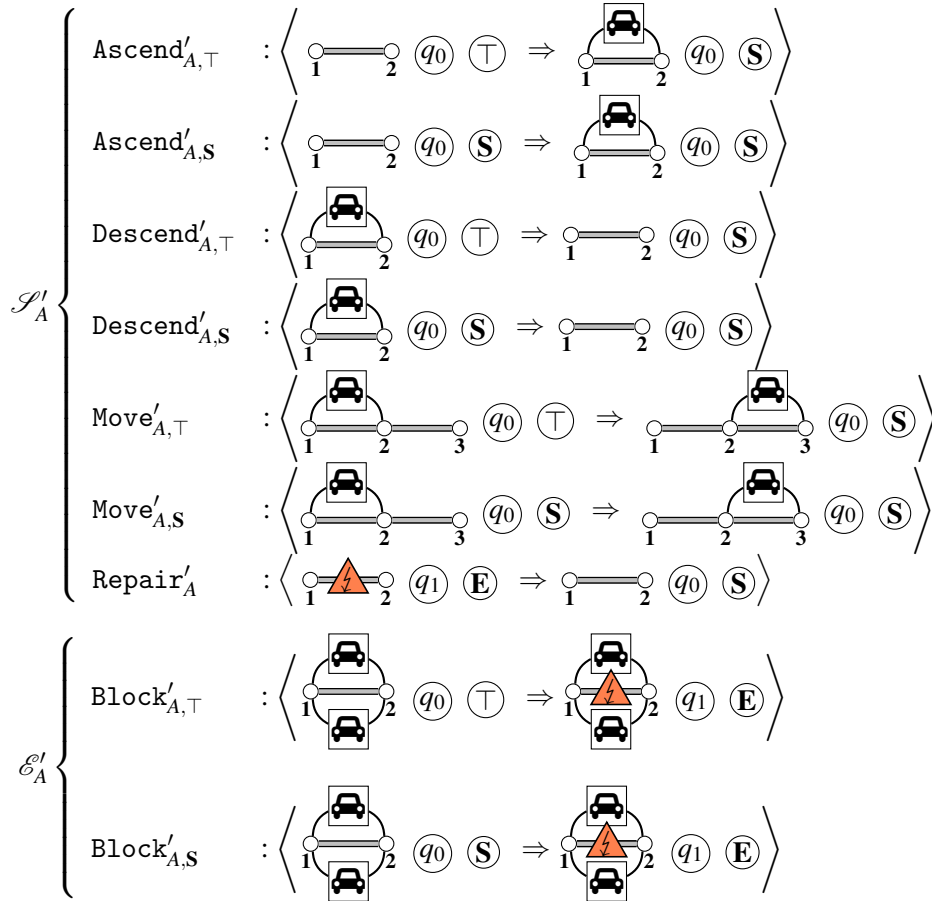 𝒮′_A { Ascend′_{A,⊤} : ⟨ 1 2 q₀ ⊤ ⇒ 1 2 q₀ S ⟩
Ascend′_{A,S} : ⟨ 1 2 q₀ S ⇒ 1 2 q₀ S ⟩
Descend′_{A,⊤} : ⟨ 1 2 q₀ ⊤ ⇒ 1 2 q₀ S ⟩
Descend′_{A,S} : ⟨ 1 2 q₀ S ⇒ 1 2 q₀ S ⟩
Move′_{A,⊤} : ⟨ 1 2 3 q₀ ⊤ ⇒ 1 2 3 q₀ S ⟩
Move′_{A,S} : ⟨ 1 2 3 q₀ S ⇒ 1 2 3 q₀ S ⟩
Repair′_A : ⟨ 1 2 q₁ E ⇒ 1 2 q₀ S ⟩
ℰ′_A { Block′_{A,⊤} : ⟨ 1 2 q₀ ⊤ ⇒ 1 2 q₁ E ⟩
Block′_{A,S} : ⟨ 1 2 q₀ S ⇒ 1 2 q₁ E ⟩